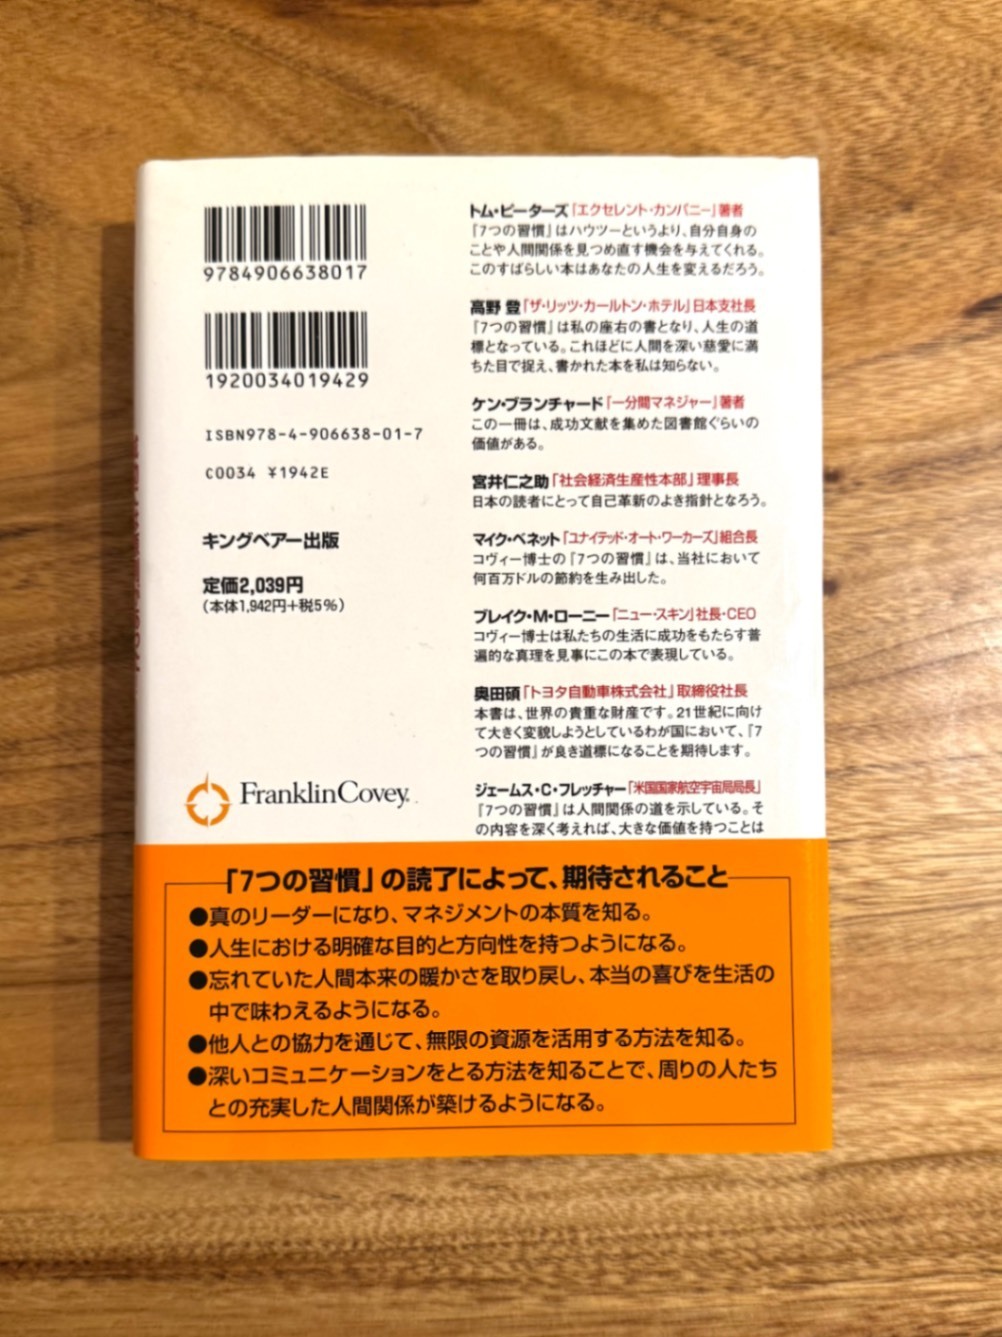 9784906638017
1920034019429
ISBN978-4-906638-01-7
C0034 ¥1942E
キングベアー出版
定価2,039円
(本体1,942円+税5%)
FranklinCovey.
トム・ピーターズ「エクセレント・カンパニー」著者
『7つの習慣』はハウツーというより、自分自身の
ことや人間関係を見つめ直す機会を与えてくれる。
このすばらしい本はあなたの人生を変えるだろう。
高野 登「ザ・リッツ・カールトン・ホテル」日本支社長
『7つの習慣』は私の座右の書となり、人生の道
標となっている。これほどに人間を深い慈愛に満
ちた目で捉え、書かれた本を私は知らない。
ケン・ブランチャード「一分間マネジャー」著者
この一冊は、成功文献を集めた図書館ぐらいの
価値がある。
宮井仁之助「社会経済生産性本部」理事長
日本の読者にとって自己革新のよき指針となろう。
マイク・ベネット「ユナイテッド・オート・ワーカーズ」組合長
コヴィー博士の『7つの習慣』は、当社において
何百万ドルの節約を生み出した。
ブレイク・M・ローニー「ニュー・スキン」社長・CEO
コヴィー博士は私たちの生活に成功をもたらす普
遍的な真理を見事にこの本で表現している。
奥田碩「トヨタ自動車株式会社」取締役社長
本書は、世界の貴重な財産です。21世紀に向け
て大きく変貌しようとしているわが国において、『7
つの習慣』が良き道標になることを期待します。
ジェームス・C・フレッチャー「米国国家航空宇宙局局長」
『7つの習慣』は人間関係の道を示している。そ
の内容を深く考えれば、大きな価値を持つことは
「7つの習慣」の読了によって、期待されること
●真のリーダーになり、マネジメントの本質を知る。
●人生における明確な目的と方向性を持つようになる。
●忘れていた人間本来の暖かさを取り戻し、本当の喜びを生活の
中で味わえるようになる。
●他人との協力を通じて、無限の資源を活用する方法を知る。
●深いコミュニケーションをとる方法を知ることで、周りの人たち
との充実した人間関係が築けるようになる。